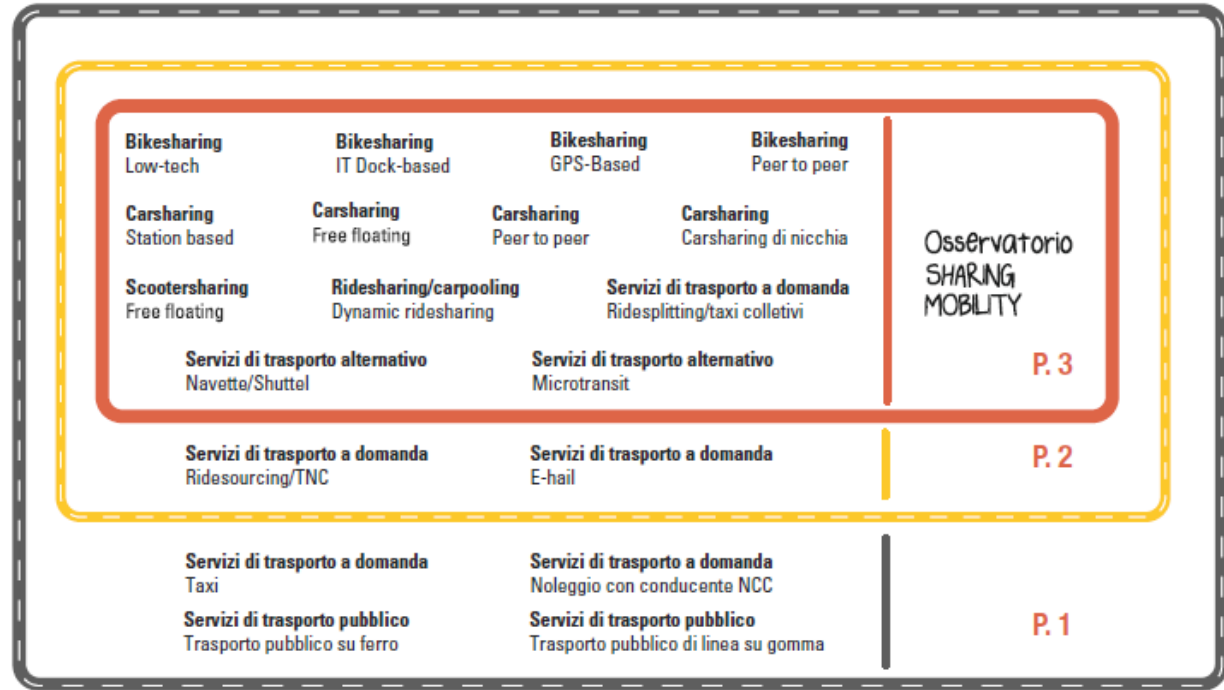 Bikesharing
Low-tech
Bikesharing
IT Dock-based
Bikesharing
GPS-Based
Bikesharing
Peer to peer
Carsharing
Station based
Carsharing
Free floating
Carsharing
Peer to peer
Carsharing
Carsharing di nicchia
Scootersharing
Free floating
Ridesharing/carpooling
Dynamic ridesharing
Servizi di trasporto a domanda
Ridesplitting/taxi colletivi
Servizi di trasporto alternativo
Navette/Shuttel
Servizi di trasporto alternativo
Microtransit
Osservatorio
SHARING
MOBILITY
P. 3
Servizi di trasporto a domanda
Ridesourcing/TNC
Servizi di trasporto a domanda
E-hail
P. 2
Servizi di trasporto a domanda
Taxi
Servizi di trasporto a domanda
Noleggio con conducente NCC
Servizi di trasporto pubblico
Trasporto pubblico su ferro
Servizi di trasporto pubblico
Trasporto pubblico di linea su gomma
P. 1